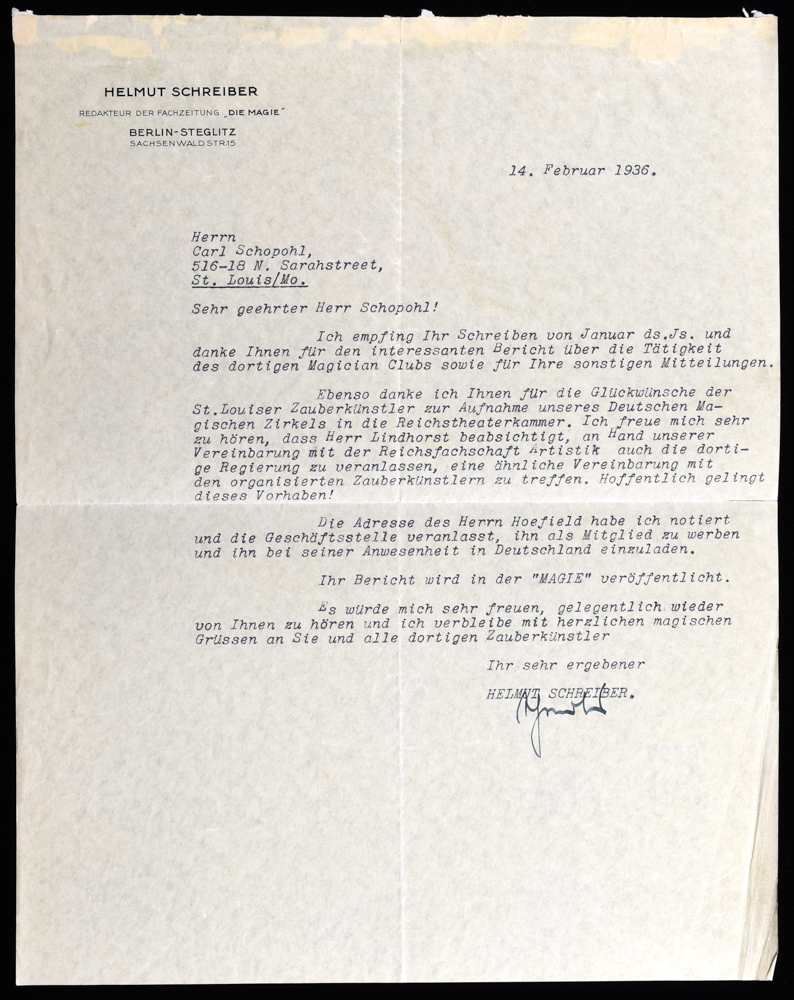 HELMUT SCHREIBER
REDAKTEUR DER FACHZEITUNG „DIE MAGIE"
BERLIN-STEGLITZ
SACHSENWALDSTR.15
14. Februar 1936.
Herrn
Carl Schopohl,
516-18 N. Sarahstreet,
St. Louis/Mo.
Sehr geehrter Herr Schopohl!
Ich empfing Ihr Schreiben von Januar ds.Js. und
danke Ihnen für den interessanten Bericht über die Tätigkeit
des dortigen Magician Clubs sowie für Ihre sonstigen Mitteilungen.
Ebenso danke ich Ihnen für die Glückwünsche der
St.Louiser Zauberkünstler zur Aufnahme unseres Deutschen Ma-
gischen Zirkels in die Reichstheaterkammer. Ich freue mich sehr
zu hören, dass Herr Lindhorst beabsichtigt, an Hand unserer
Vereinbarung mit der Reichsfachschaft Artistik auch die dorti-
ge Regierung zu veranlassen, eine ähnliche Vereinbarung mit
den organisierten Zauberkünstlern zu treffen. Hoffentlich gelingt
dieses Vorhaben!
Die Adresse des Herrn Hoefield habe ich notiert
und die Geschäftsstelle veranlasst, ihn als Mitglied zu werben
und ihn bei seiner Anwesenheit in Deutschland einzuladen.
Ihr Bericht wird in der "MAGIE" veröffentlicht.
Es würde mich sehr freuen, gelegentlich wieder
von Ihnen zu hören und ich verbleibe mit herzlichen magischen
Grüssen an Sie und alle dortigen Zauberkünstler
Ihr sehr ergebener
HELMUT SCHREIBER.